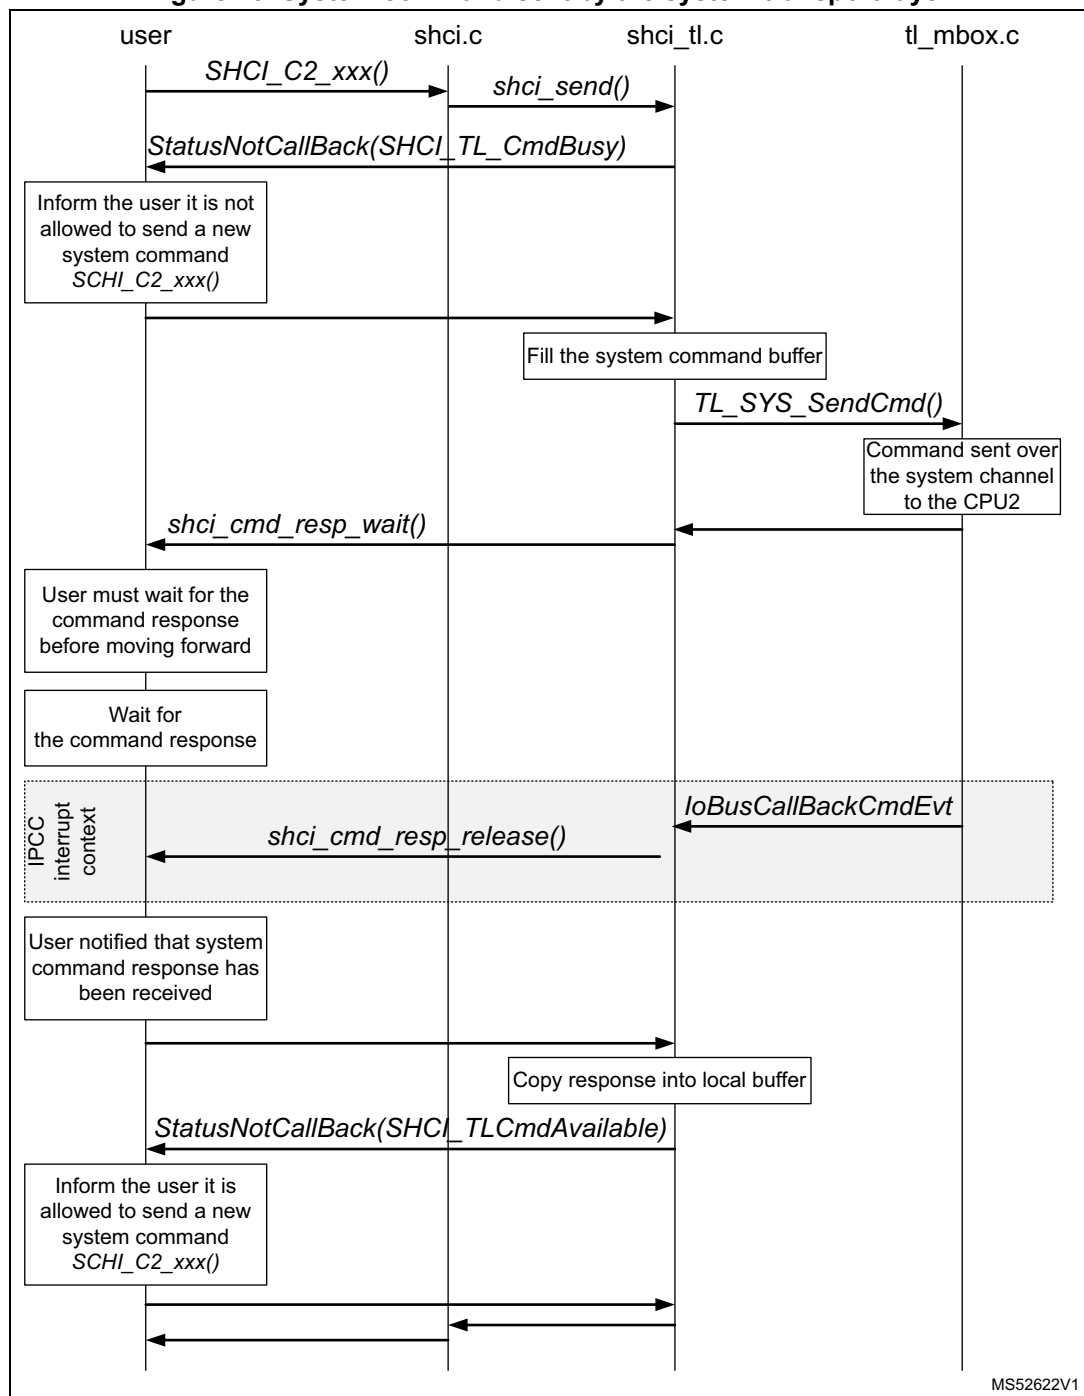 user shci.c shci_tl.c tl_mbox.c
SHCI_C2_xxx()
shci_send()
StatusNotCallBack(SHCI_TL_CmdBusy)
Inform the user it is not
allowed to send a new
system command
SCHI_C2_xxx()
Fill the system command buffer
TL_SYS_SendCmd()
Command sent over
the system channel
to the CPU2
shci_cmd_resp_wait()
User must wait for the
command response
before moving forward
Wait for
the command response
IPCC
interrupt
context
IoBusCallBackCmdEvt
shci_cmd_resp_release()
User notified that system
command response has
been received
Copy response into local buffer
StatusNotCallBack(SHCI_TLCmdAvailable)
Inform the user it is
allowed to send a new
system command
SCHI_C2_xxx()
MS52622V1